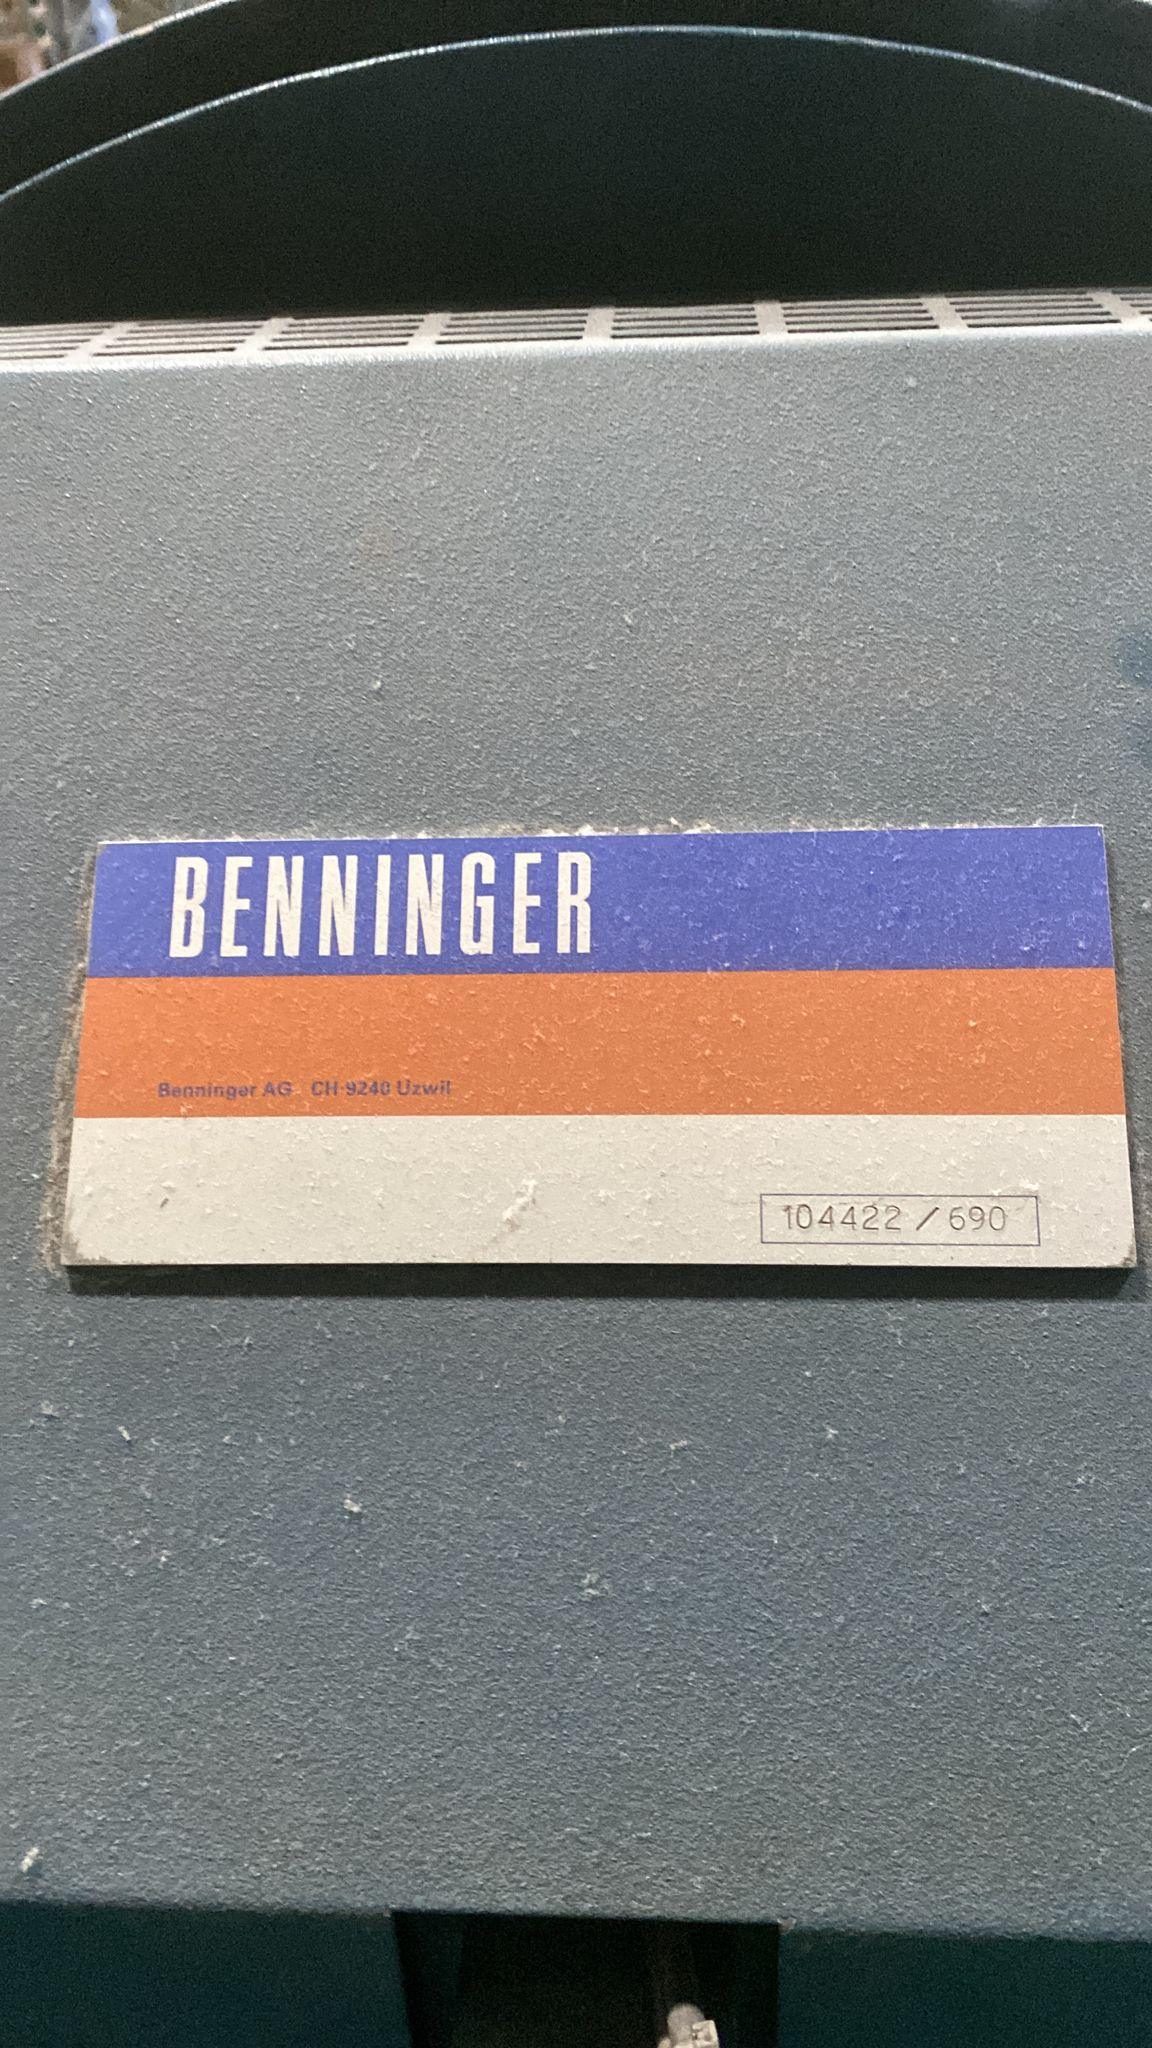 BENNINGER
Benninger AG CH-9240 Uzwil
104422 / 690